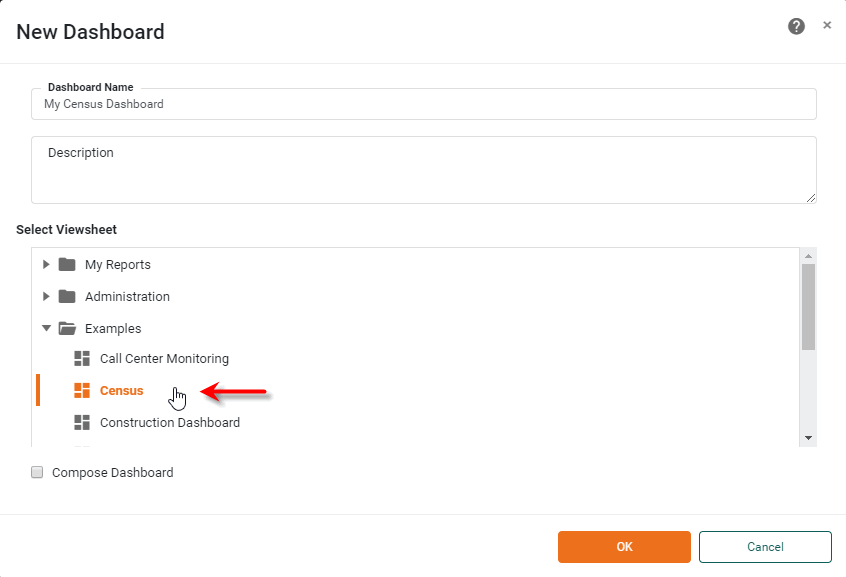 New Dashboard
Dashboard Name
My Census Dashboard
Description
Select Viewsheet
My Reports
Administration
Examples
Call Center Monitoring
Census
Construction Dashboard
Compose Dashboard
OK Cancel